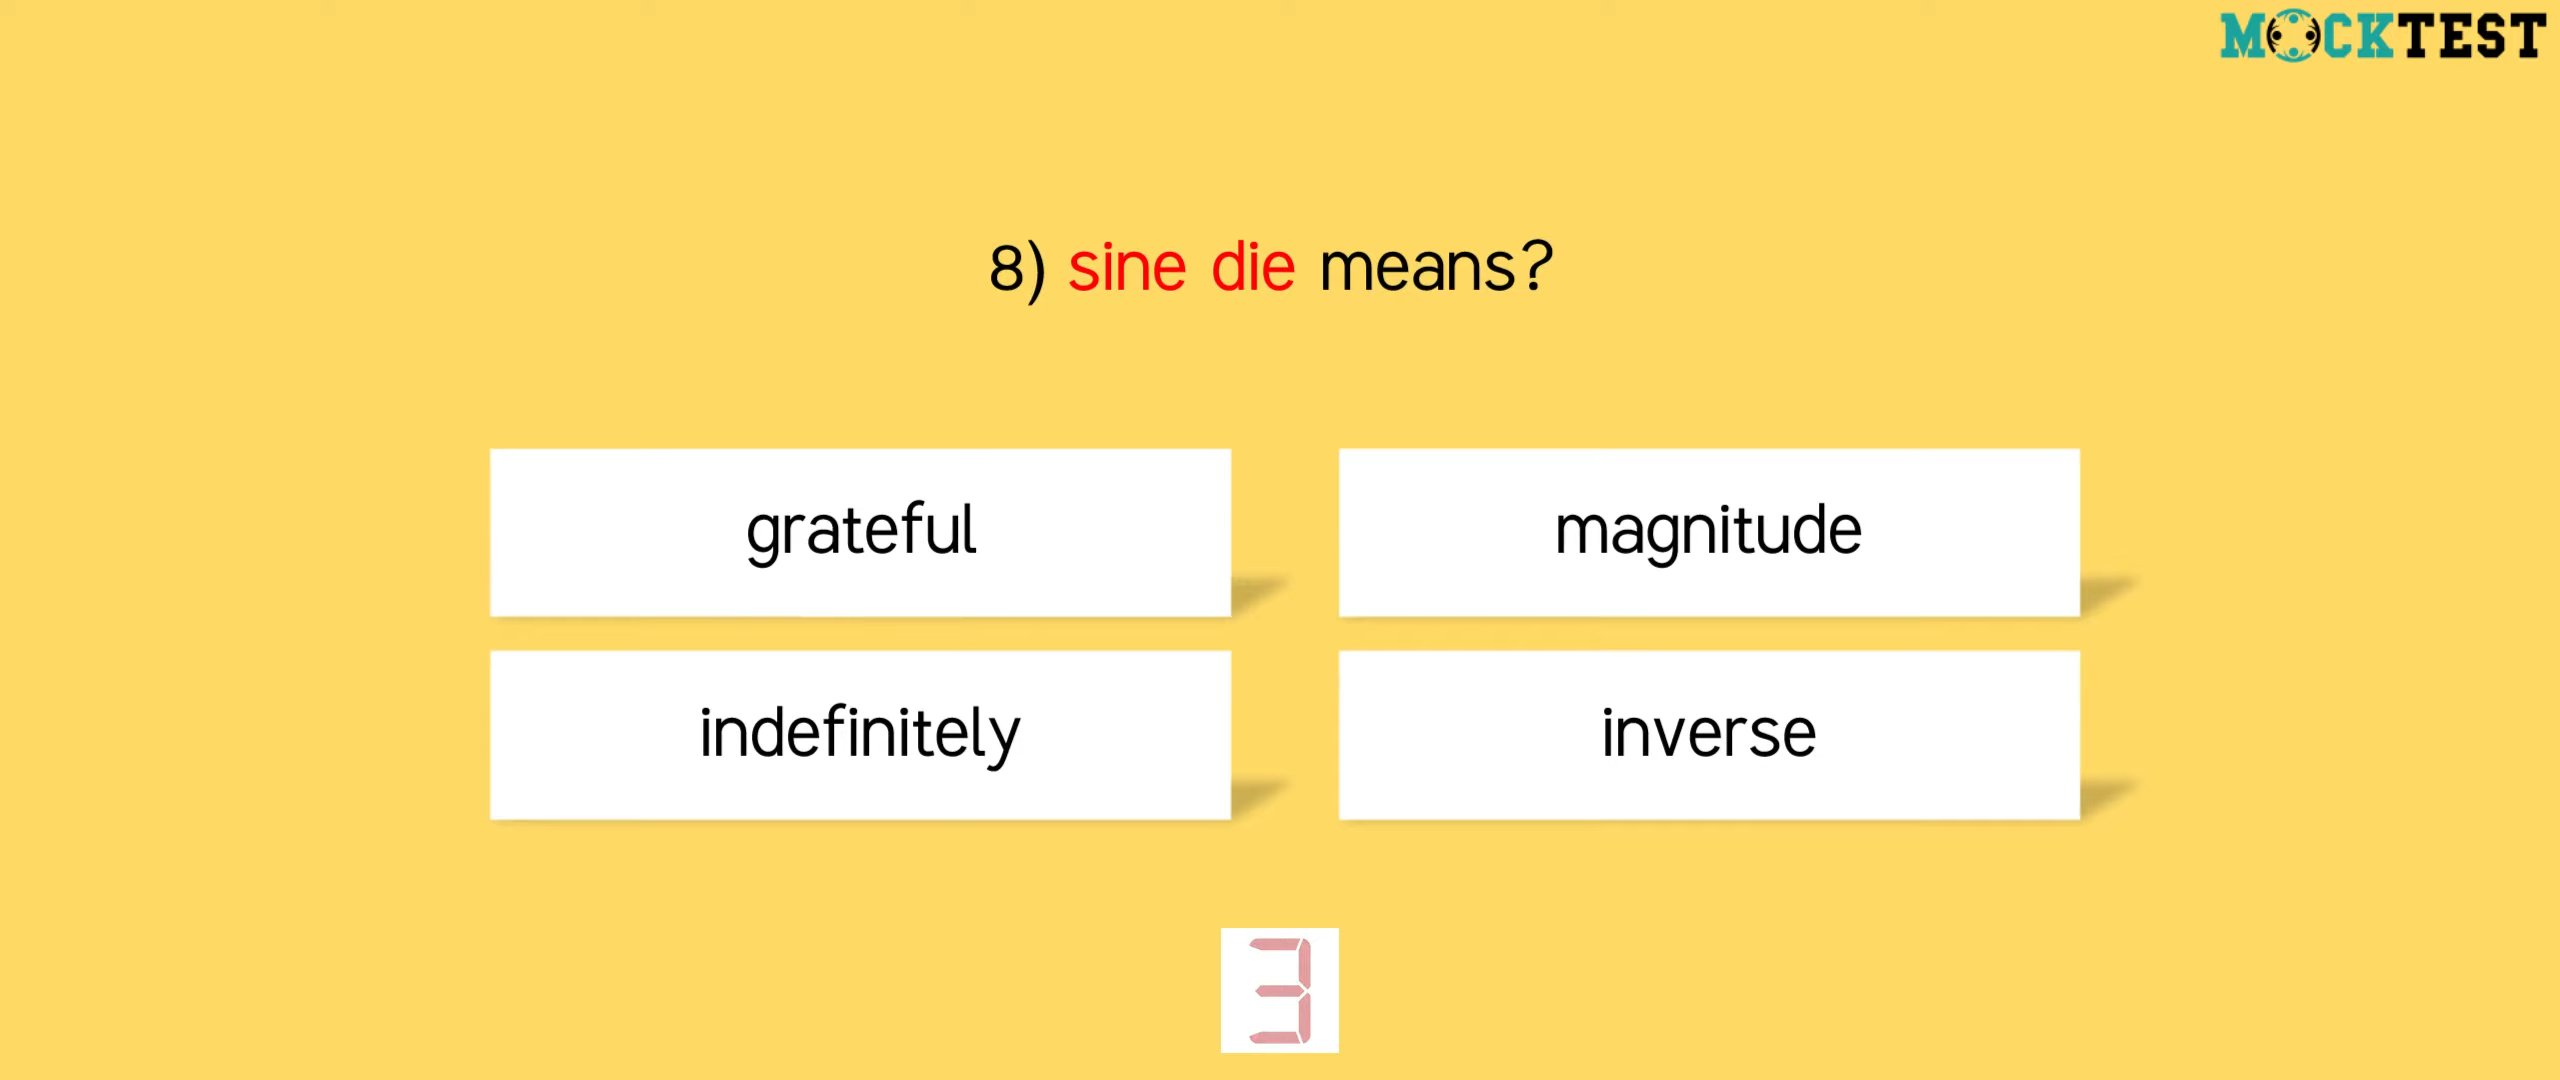 MOCKTEST
8) sine die means?
grateful
magnitude
indefinitely
inverse
3